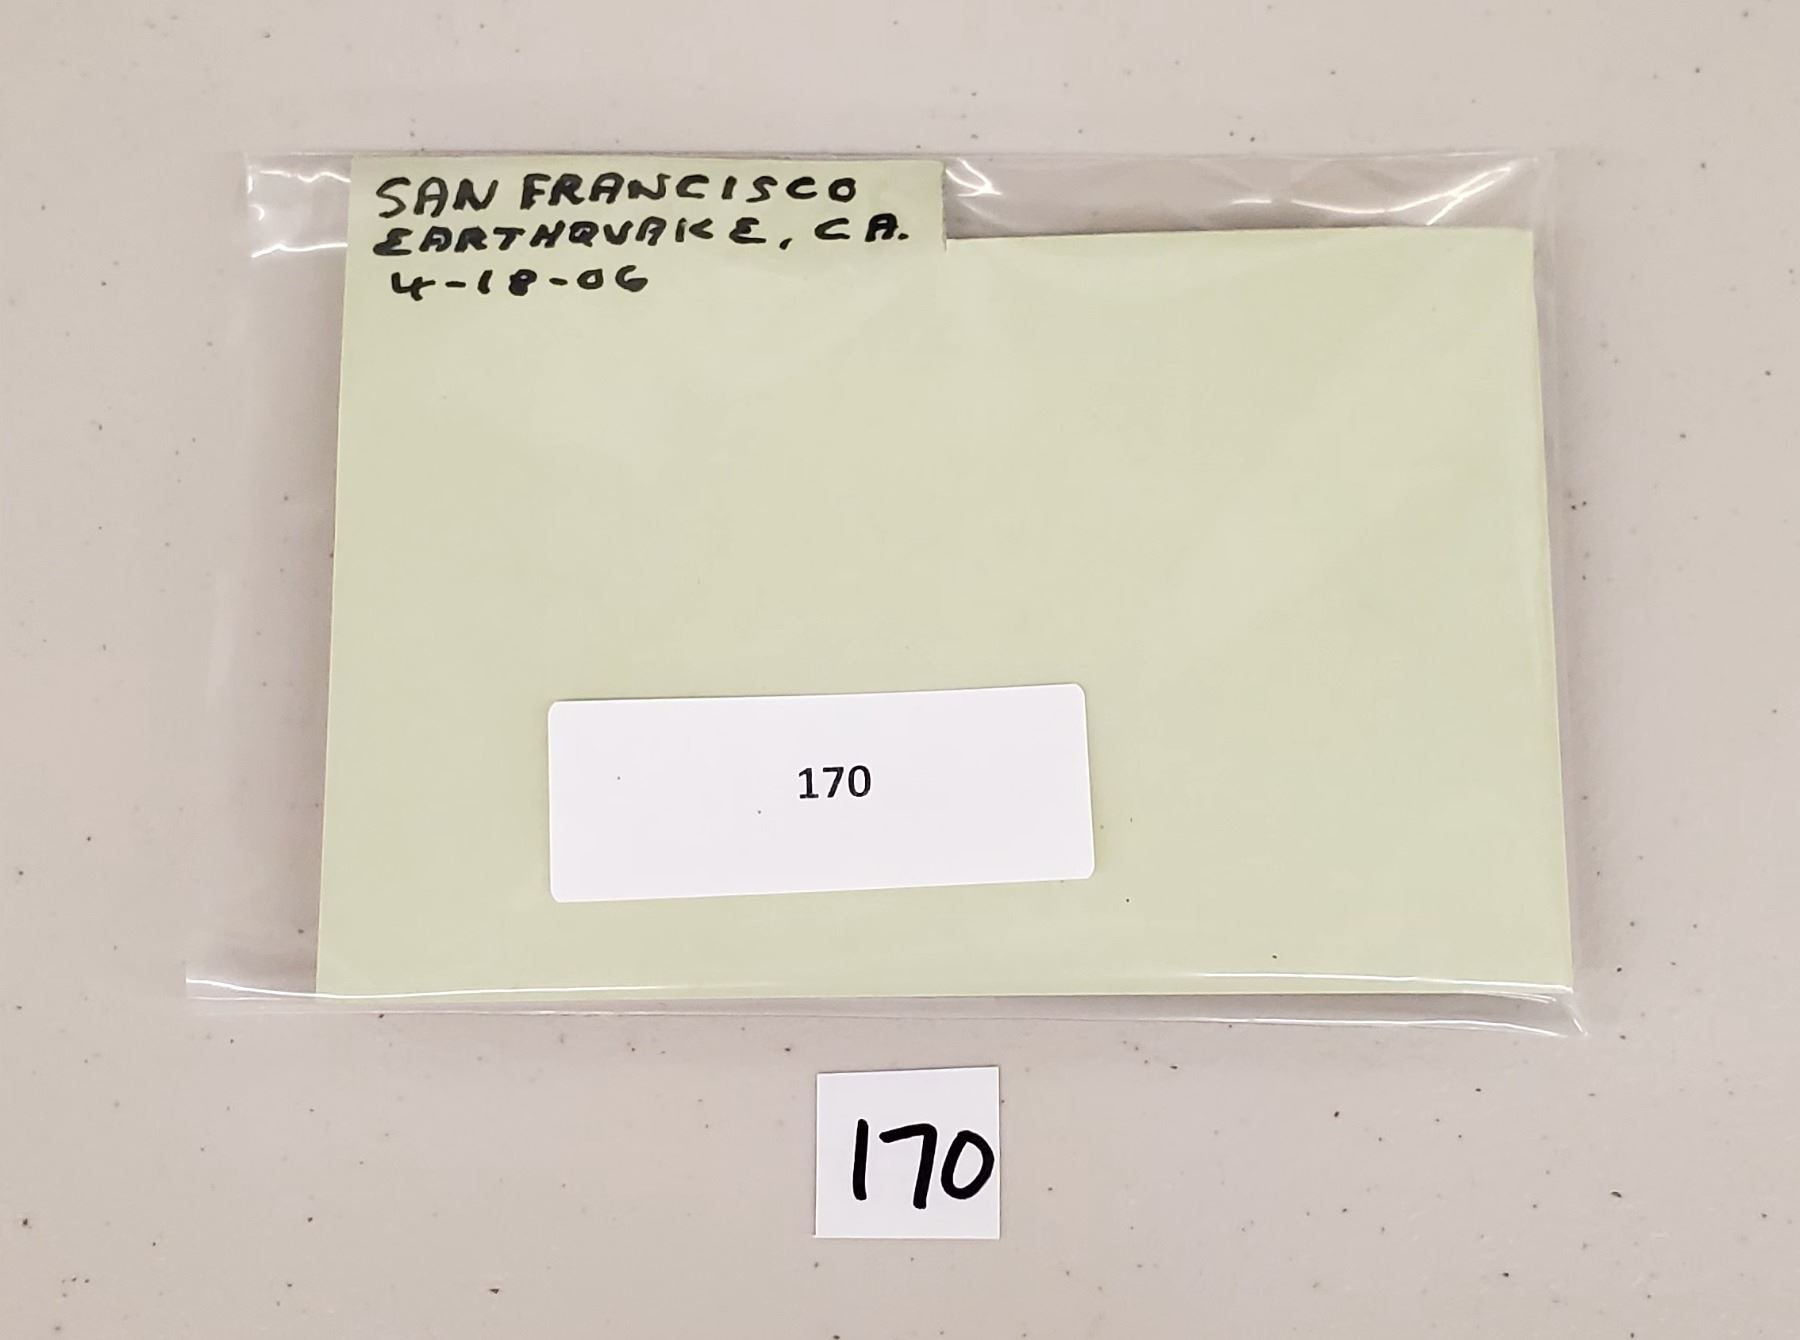 SAN FRANCISCO
EARTHQUAKE, CA.
4-18-06
170
170